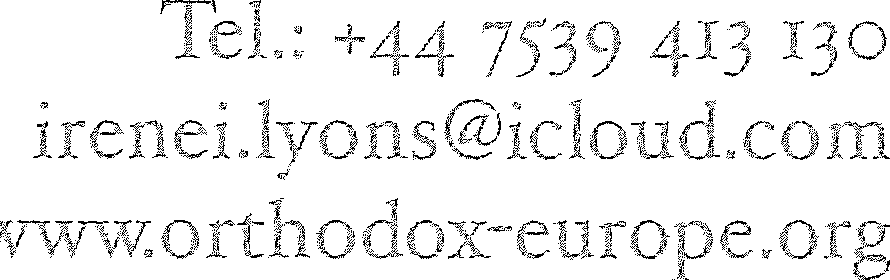 Tel.: +44 7539 413 130
irenei.lyons@icloud.com
www.orthodox-europe.org